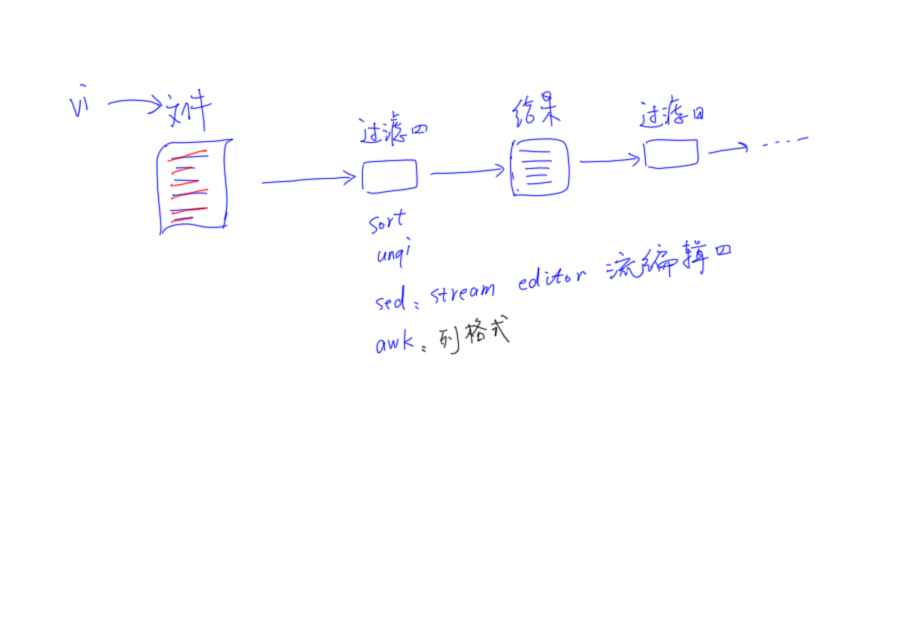 vi 文件
过滤器
结果
过滤器
....
sort
unqi
sed: stream editor 流编辑器
awk: 列格式